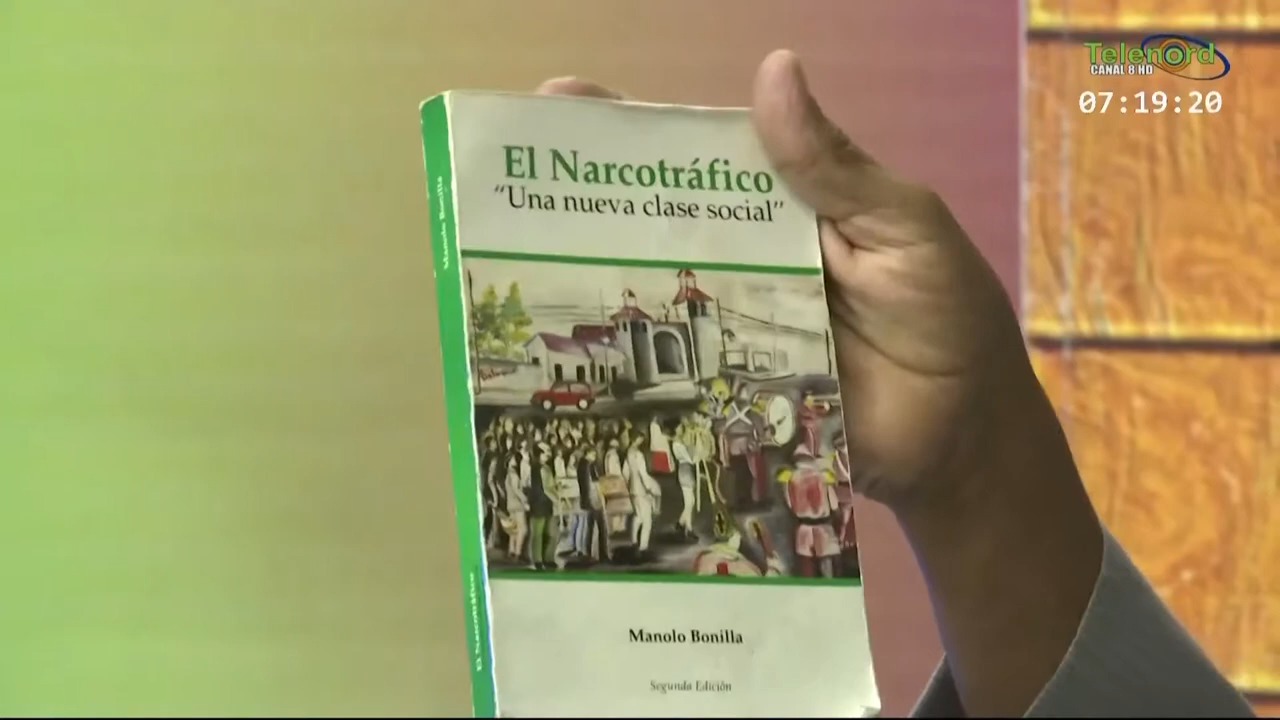 Telenord
CANAL 8 HD
07:19:20
El Narcotráfico
“Una nueva clase social”
Manolo Bonilla
Segunda Edición
Manolo Bonilla
El Narcotráfico